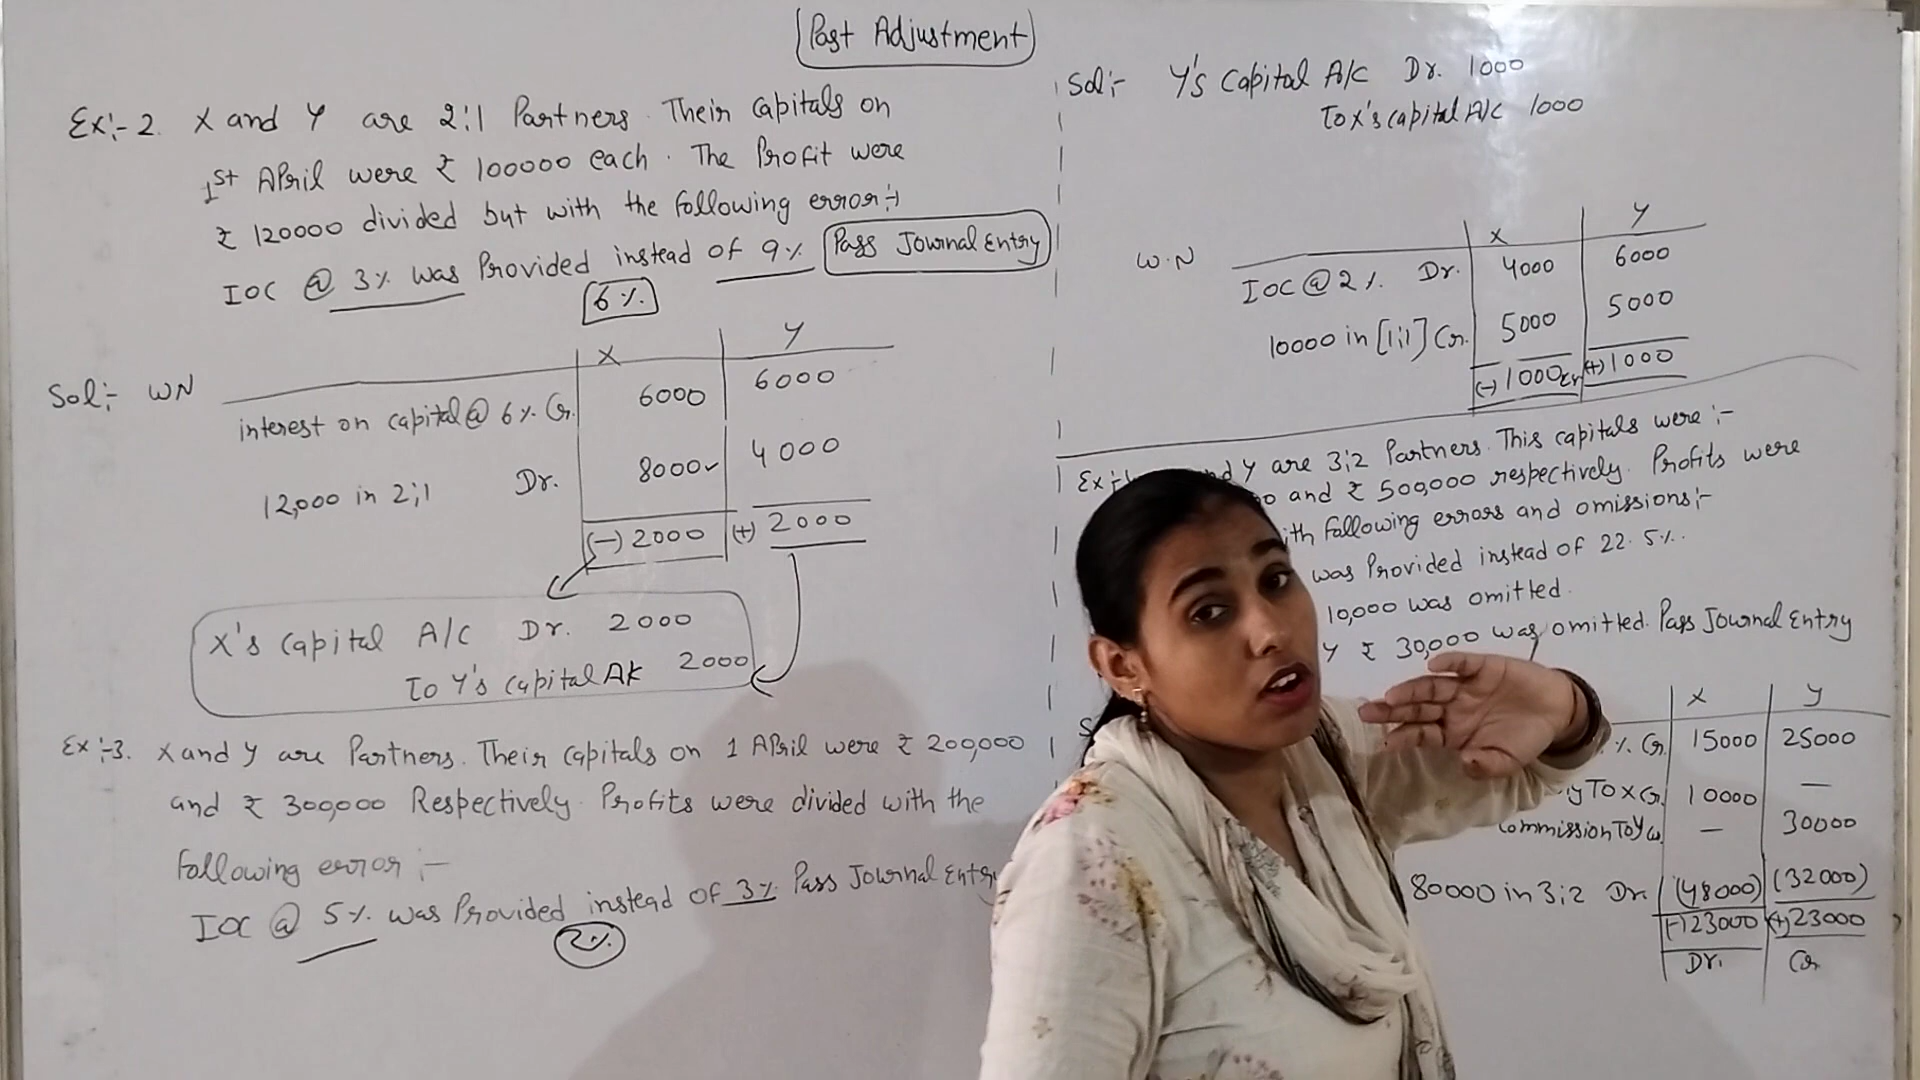 Past Adjustment
Ex:-2. X and Y are 2:1 Partners. Their capitals on
1st April were ₹ 100000 each. The Profit were
₹ 120000 divided but with the following error:-
IOC @ 3% was Provided instead of 9% Pass Journal Entry
6%
X Y
Sol:- WN
interest on capital @ 6% Cr. 6000 6000
12,000 in 2:1 Dr. 8000 4000
(-) 2000 (+) 2000
X's Capital A/C Dr. 2000
To Y's Capital A/C 2000
Ex:-3. X and Y are Partners. Their capitals on 1 April were ₹ 200,000
and ₹ 300,000 Respectively. Profits were divided with the
following error:-
IOC @ 5% was Provided instead of 3% Pass Journal Entry
2%
Sol:- Y's Capital A/C Dr. 1000
To X's capital A/C 1000
W.N X Y
IOC @ 2% Dr. 4000 6000
10000 in [1:1] Cr. 5000 5000
(-) 1000 Cr (+) 1000
Y are 3:2 Partners. This capitals were:-
and ₹ 500,000 respectively. Profits were
following errors and omissions:-
was Provided instead of 22.5%.
10,000 was omitted.
Y ₹ 30,000 was omitted. Pass Journal Entry
X Y
% Cr. 15000 25000
To X Cr. 10000 —
Commission To Y — 30000
80000 in 3:2 Dr. (48000) (32000)
(-) 23000 (+) 23000
Dr. Cr